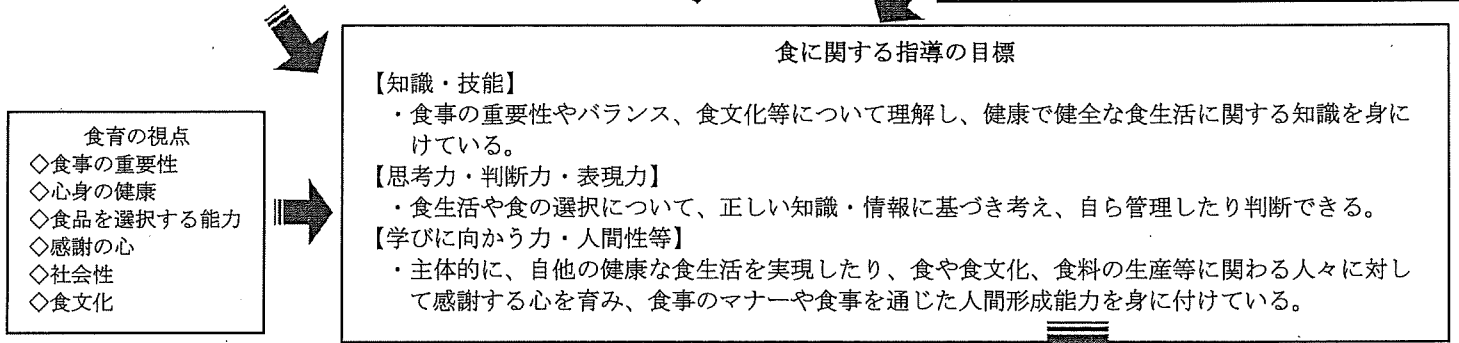 食育の視点
◇食事の重要性
◇心身の健康
◇食品を選択する能力
◇感謝の心
◇社会性
◇食文化
食に関する指導の目標
【知識・技能】
・食事の重要性やバランス、食文化等について理解し、健康で健全な食生活に関する知識を身に
けている。
【思考力・判断力・表現力】
・食生活や食の選択について、正しい知識・情報に基づき考え、自ら管理したり判断できる。
【学びに向かう力・人間性等】
・主体的に、自他の健康な食生活を実現したり、食や食文化、食料の生産等に関わる人々に対し
て感謝する心を育み、食事のマナーや食事を通じた人間形成能力を身に付けている。